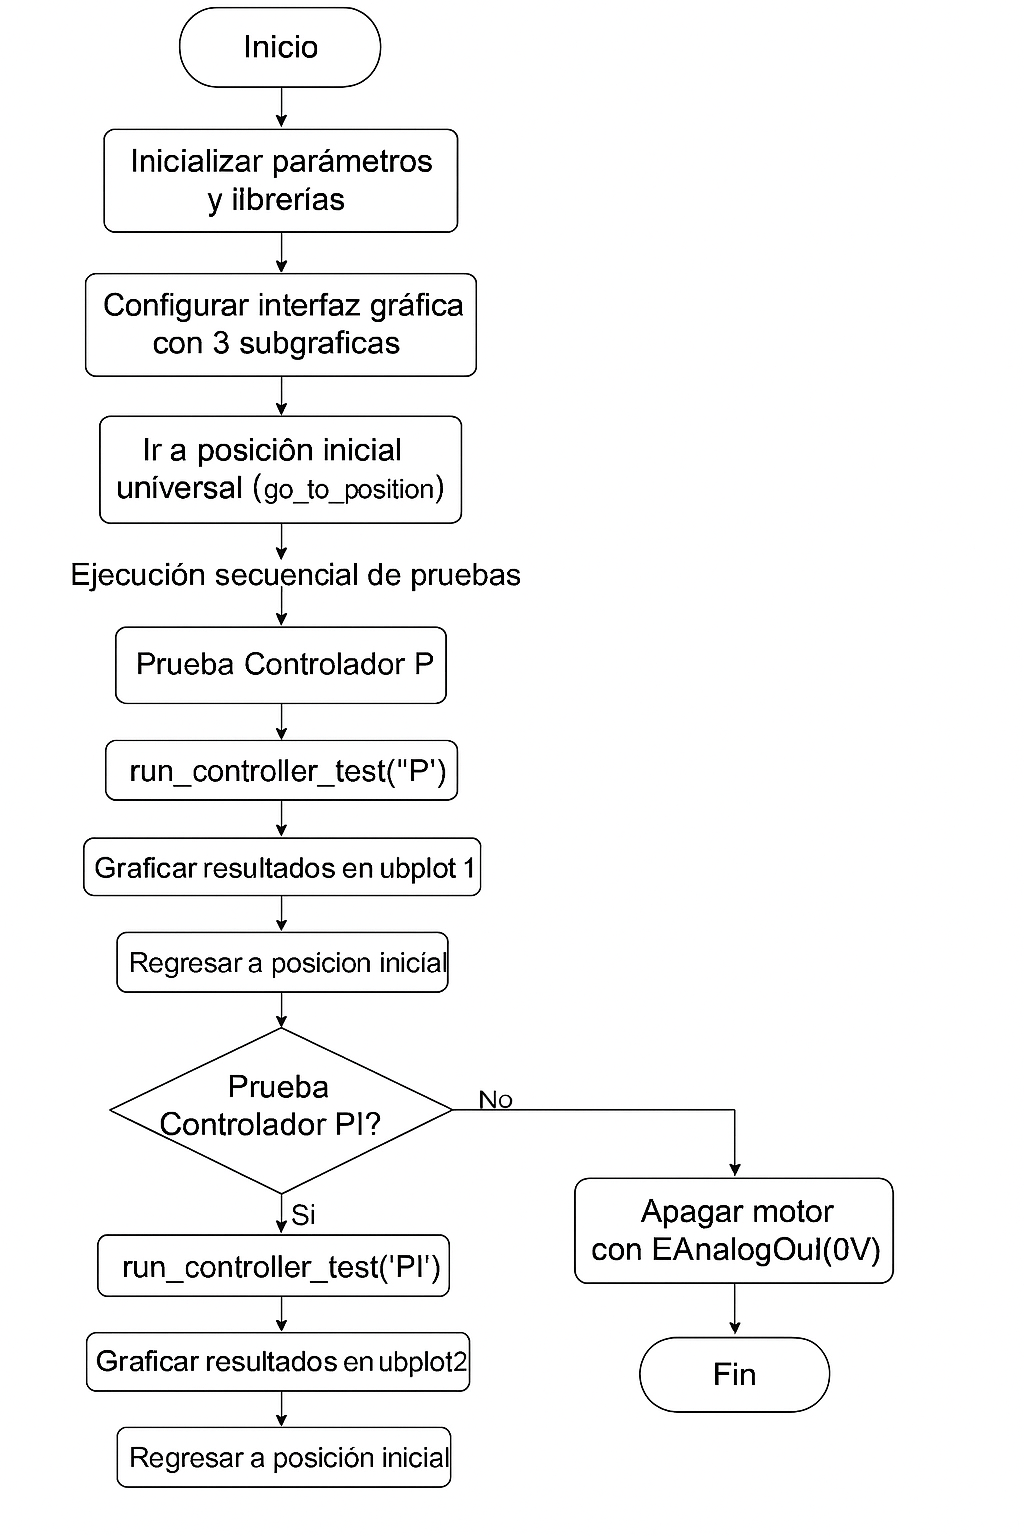 Inicio
Inicializar parámetros
y ilbrerías
Configurar interfaz gráfica
con 3 subgraficas
Ir a posiciôn inicial
uníversal (go_to_position)
Ejecución secuencial de pruebas
Prueba Controlador P
run_controller_test("P')
Graficar resultados en ubplot 1
Regresar a posicion inicíal
Prueba
Controlador PI?
No
Si
Apagar motor
con EAnalogOul(0V)
run_controller_test('PI')
Graficar resultados en ubplot2
Fin
Regresar a posición inicial